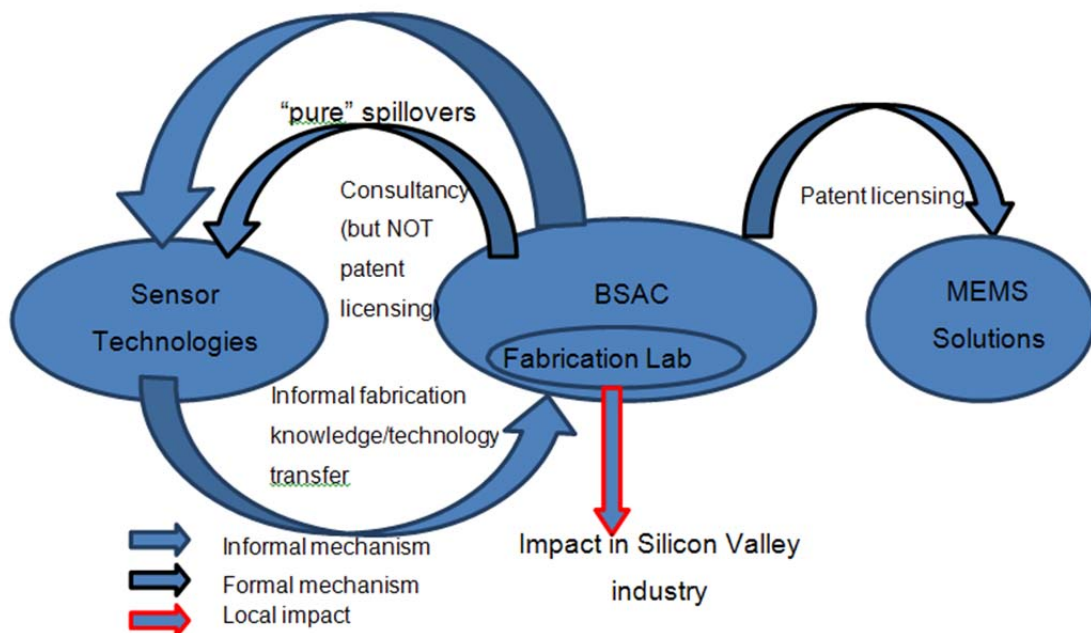 “pure” spillovers
Consultancy
(but NOT
patent
licensing)
Patent licensing
Sensor
Technologies
BSAC
Fabrication Lab
MEMS
Solutions
Informal fabrication
knowledge/technology
transfer
Impact in Silicon Valley
industry
Informal mechanism
Formal mechanism
Local impact